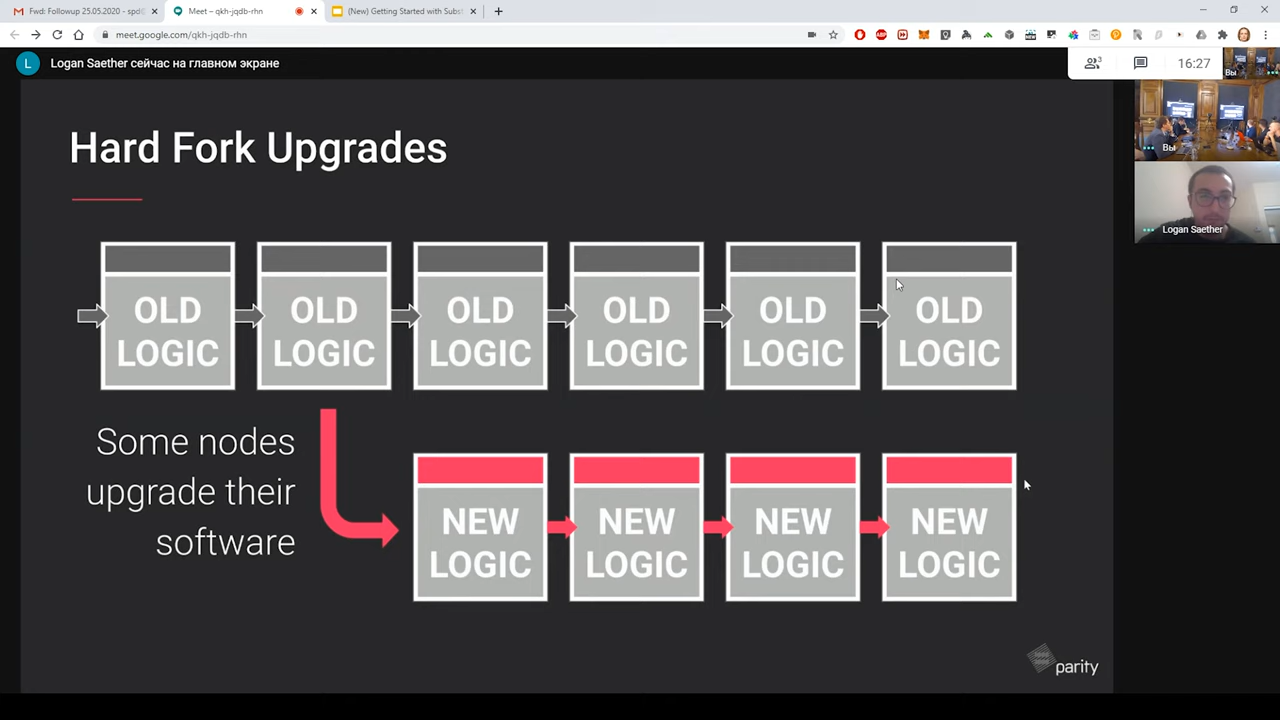 Fwd: Followup 25.05.2020 - spd@
Meet – qkh-jqdb-rhn
(New) Getting Started with Subst
meet.google.com/qkh-jqdb-rhn
L
Logan Saether сейчас на главном экране
3
16:27
Вы
Вы
Logan Saether
Hard Fork Upgrades
OLD LOGIC
OLD LOGIC
OLD LOGIC
OLD LOGIC
OLD LOGIC
OLD LOGIC
Some nodes
upgrade their
software
NEW LOGIC
NEW LOGIC
NEW LOGIC
NEW LOGIC
parity